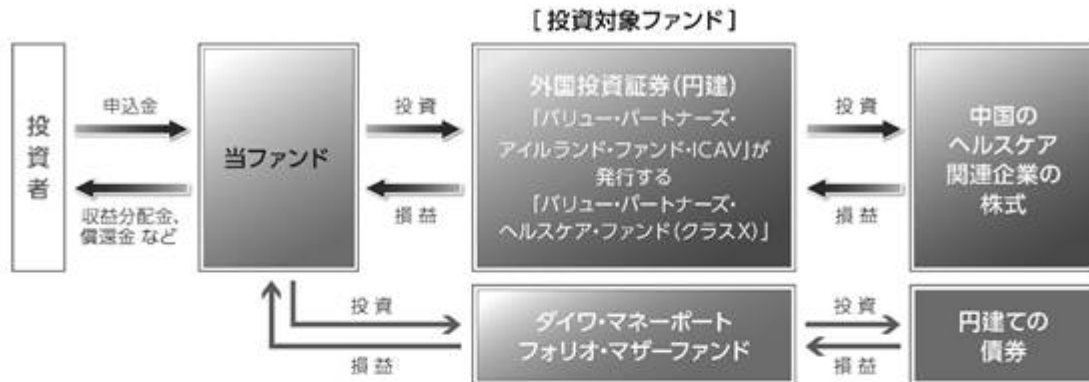 [投資対象ファンド]
投資者
申込金
収益分配金、
償還金 など
当ファンド
投資
損益
外国投資証券(円建)
「バリュー・パートナーズ・
アイルランド・ファンド・ICAV」が
発行する
「バリュー・パートナーズ・
ヘルスケア・ファンド(クラスX)」
投資
損益
中国の
ヘルスケア
関連企業の
株式
投資
損益
ダイワ・マネーポート
フォリオ・マザーファンド
投資
損益
円建ての
債券